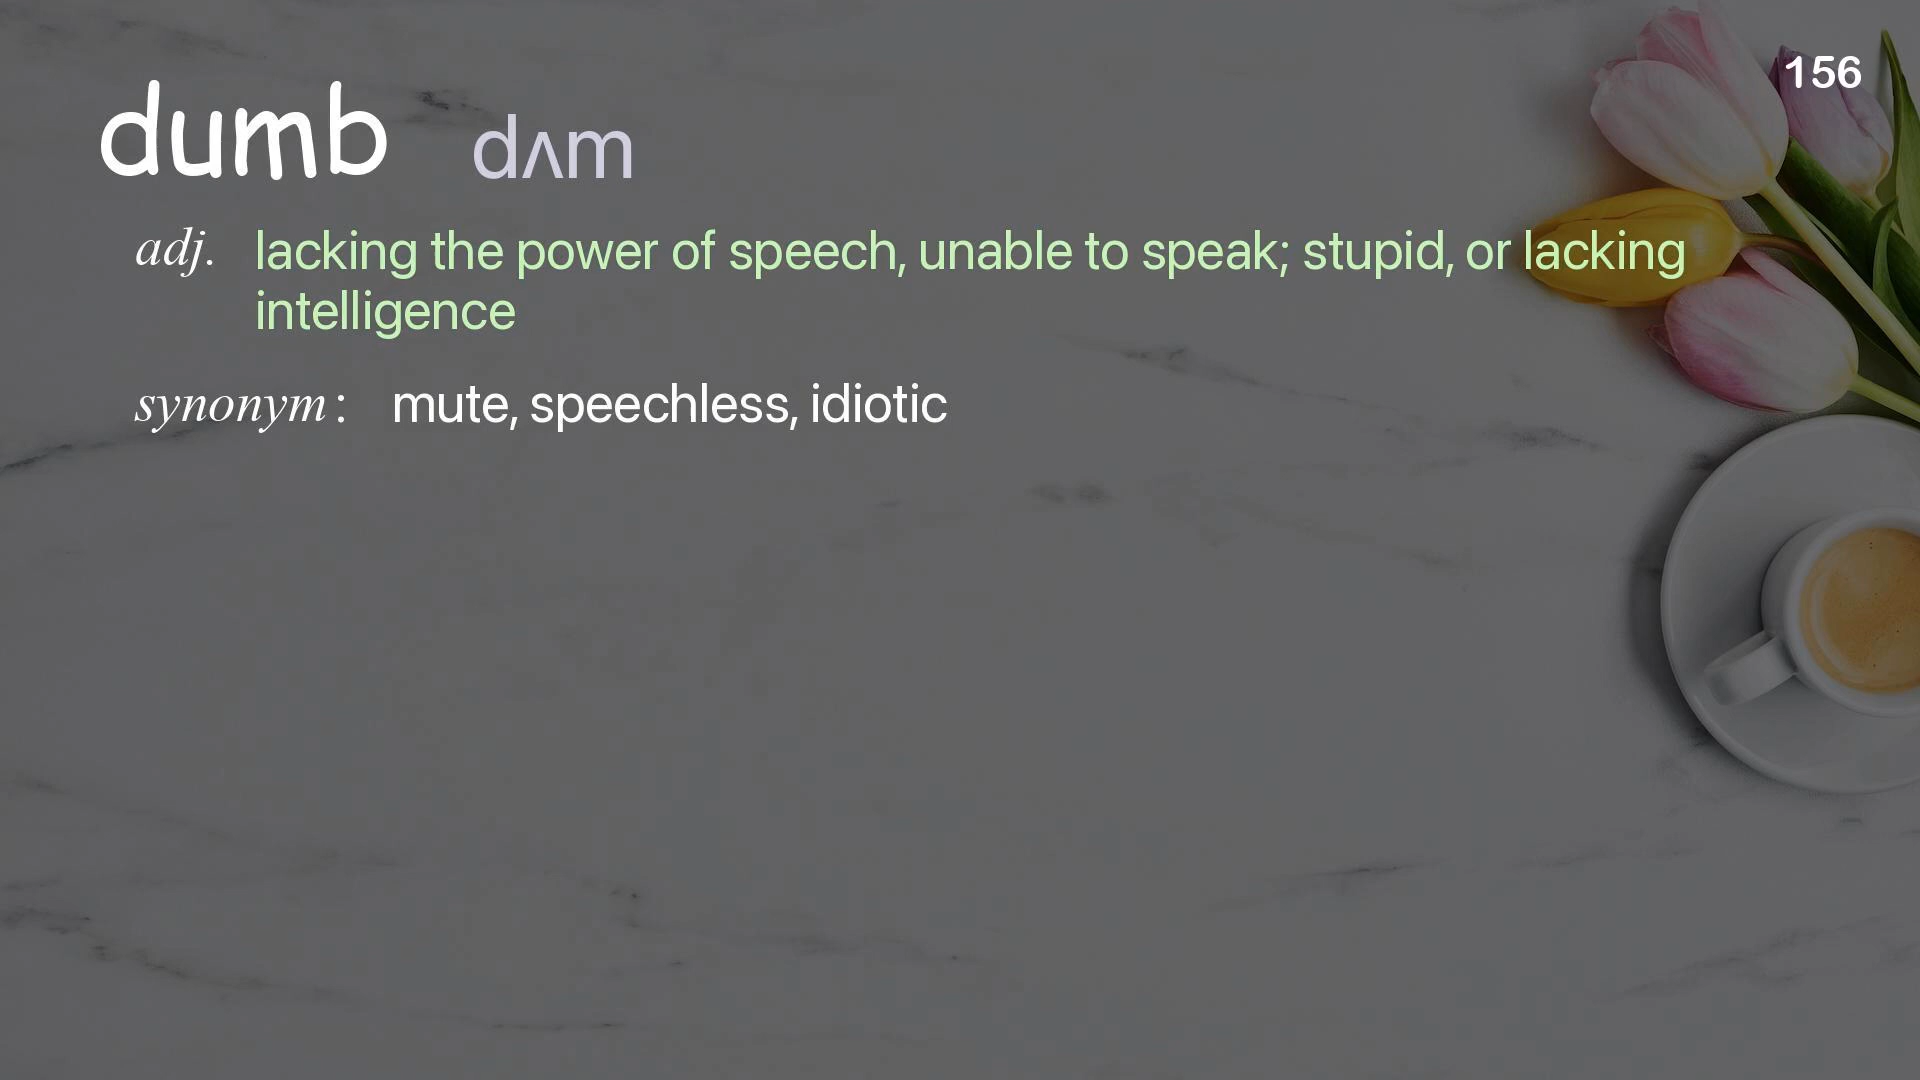 156
dumb dʌm
adj. lacking the power of speech, unable to speak; stupid, or lacking
intelligence
synonym: mute, speechless, idiotic